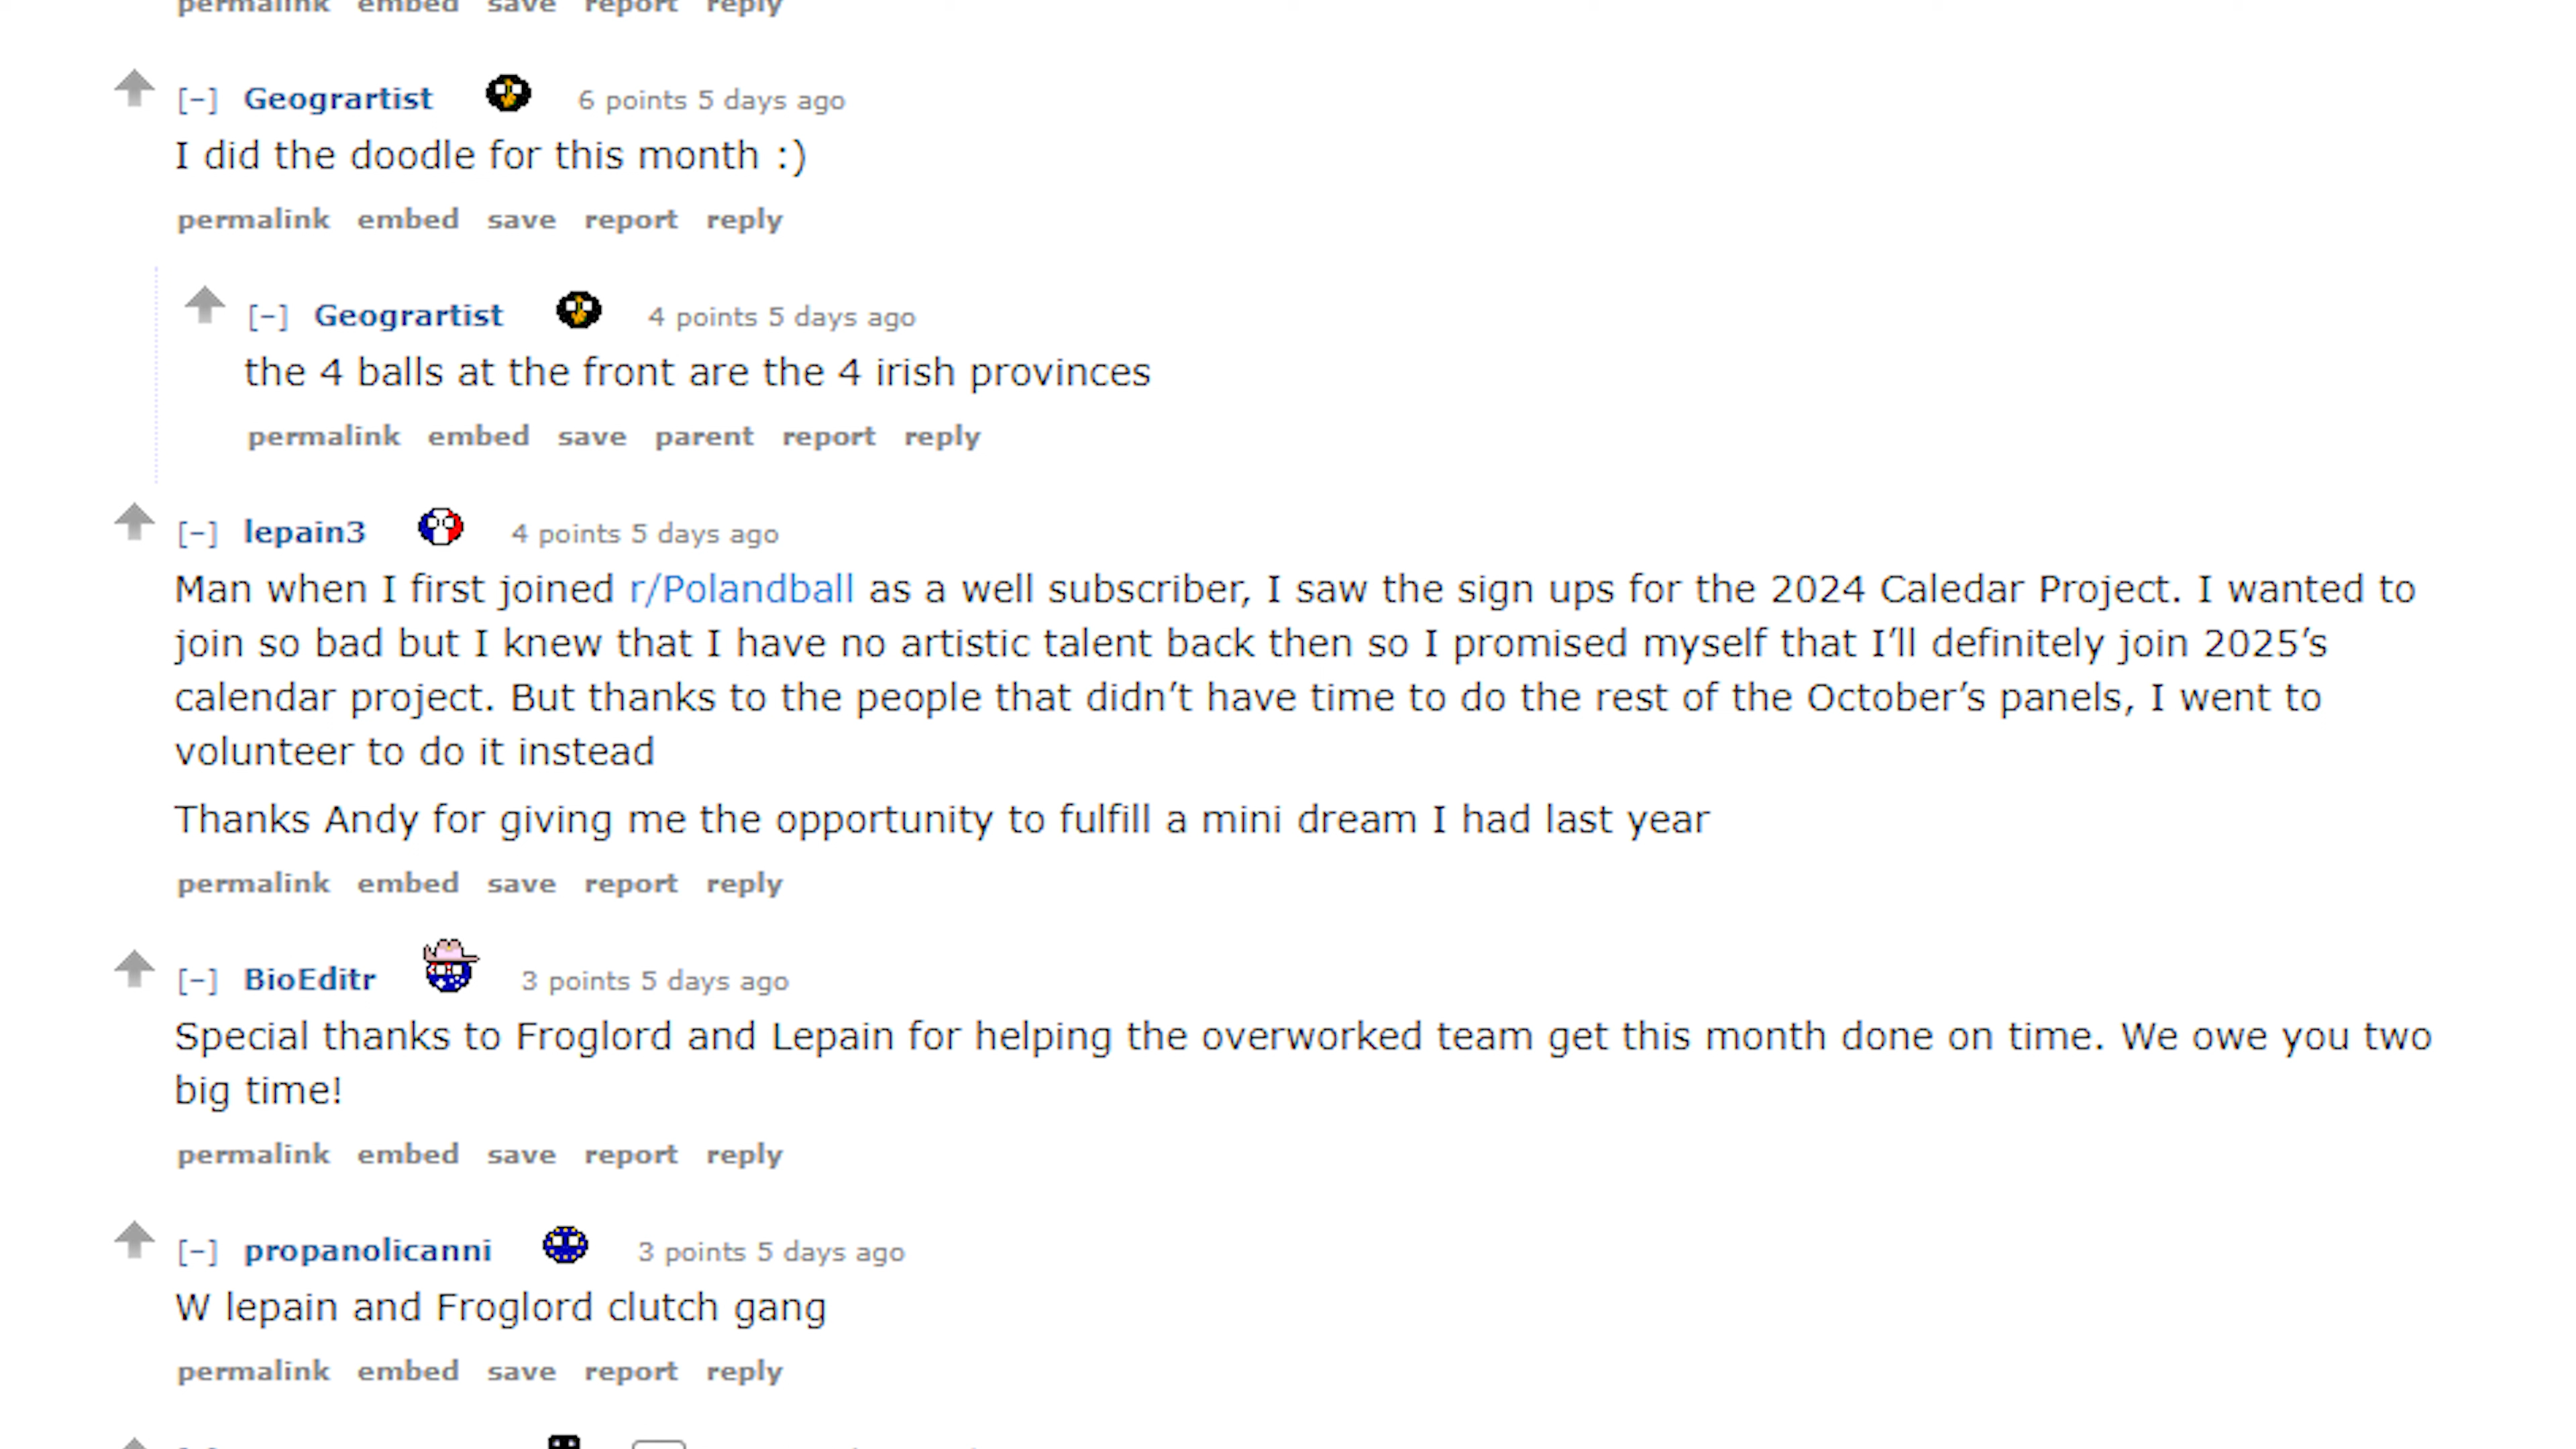 permalink embed save report reply
[–] Geogrartist 6 points 5 days ago
I did the doodle for this month :)
permalink embed save report reply
[–] Geogrartist 4 points 5 days ago
the 4 balls at the front are the 4 irish provinces
permalink embed save parent report reply
[–] lepain3 4 points 5 days ago
Man when I first joined r/Polandball as a well subscriber, I saw the sign ups for the 2024 Caledar Project. I wanted to
join so bad but I knew that I have no artistic talent back then so I promised myself that I’ll definitely join 2025’s
calendar project. But thanks to the people that didn’t have time to do the rest of the October’s panels, I went to
volunteer to do it instead
Thanks Andy for giving me the opportunity to fulfill a mini dream I had last year
permalink embed save report reply
[–] BioEditr 3 points 5 days ago
Special thanks to Froglord and Lepain for helping the overworked team get this month done on time. We owe you two
big time!
permalink embed save report reply
[–] propanolicanni 3 points 5 days ago
W lepain and Froglord clutch gang
permalink embed save report reply